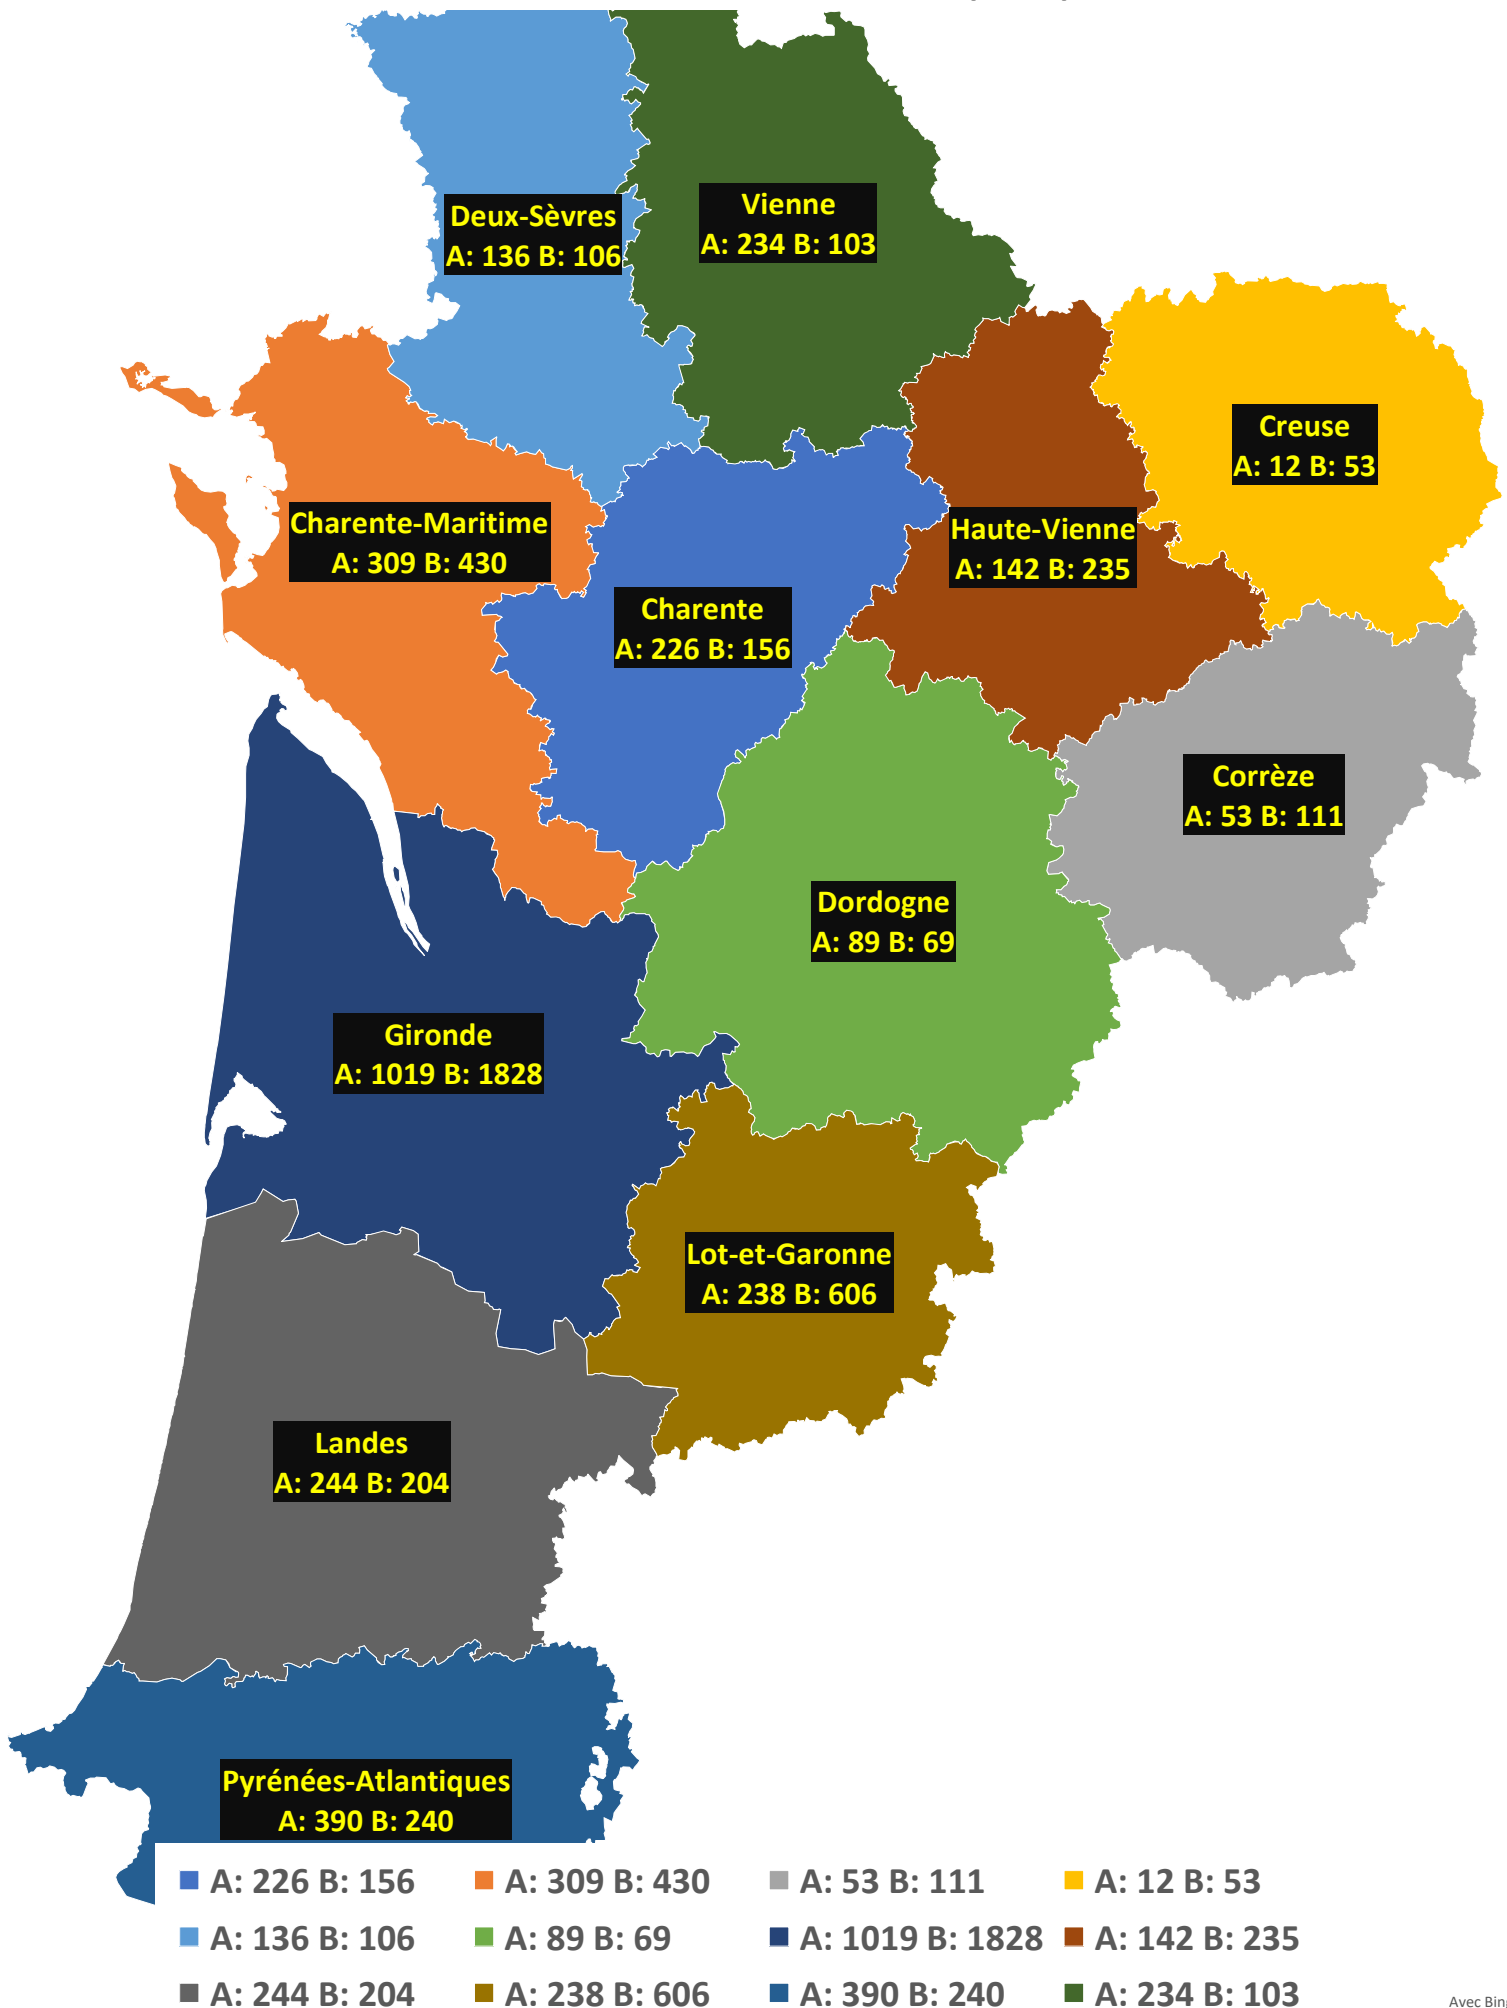 Deux-Sèvres
A: 136 B: 106
Vienne
A: 234 B: 103
Creuse
A: 12 B: 53
Charente-Maritime
A: 309 B: 430
Haute-Vienne
A: 142 B: 235
Charente
A: 226 B: 156
Corrèze
A: 53 B: 111
Dordogne
A: 89 B: 69
Gironde
A: 1019 B: 1828
Lot-et-Garonne
A: 238 B: 606
Landes
A: 244 B: 204
Pyrénées-Atlantiques
A: 390 B: 240
A: 226 B: 156 A: 309 B: 430 A: 53 B: 111 A: 12 B: 53
A: 136 B: 106 A: 89 B: 69 A: 1019 B: 1828 A: 142 B: 235
A: 244 B: 204 A: 238 B: 606 A: 390 B: 240 A: 234 B: 103
Avec Bin